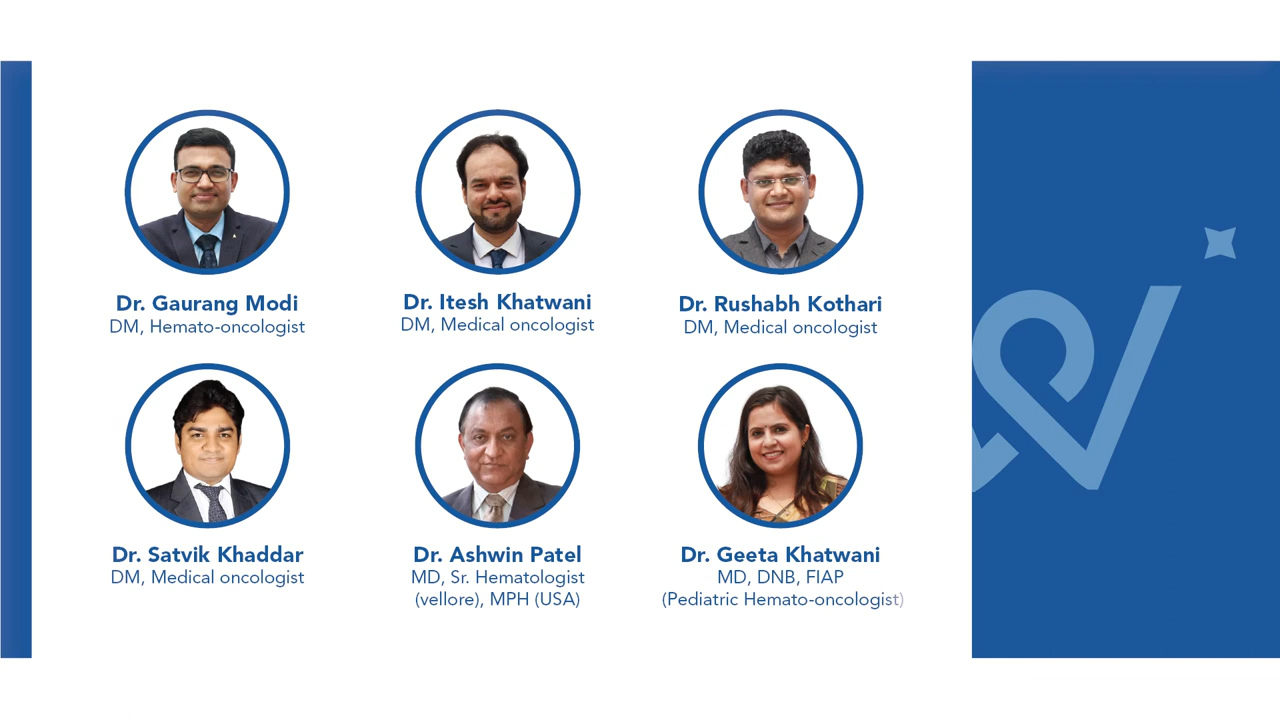 Dr. Gaurang Modi
DM, Hemato-oncologist
Dr. Itesh Khatwani
DM, Medical oncologist
Dr. Rushabh Kothari
DM, Medical oncologist
Dr. Satvik Khaddar
DM, Medical oncologist
Dr. Ashwin Patel
MD, Sr. Hematologist
(vellore), MPH (USA)
Dr. Geeta Khatwani
MD, DNB, FIAP
(Pediatric Hemato-oncologist)